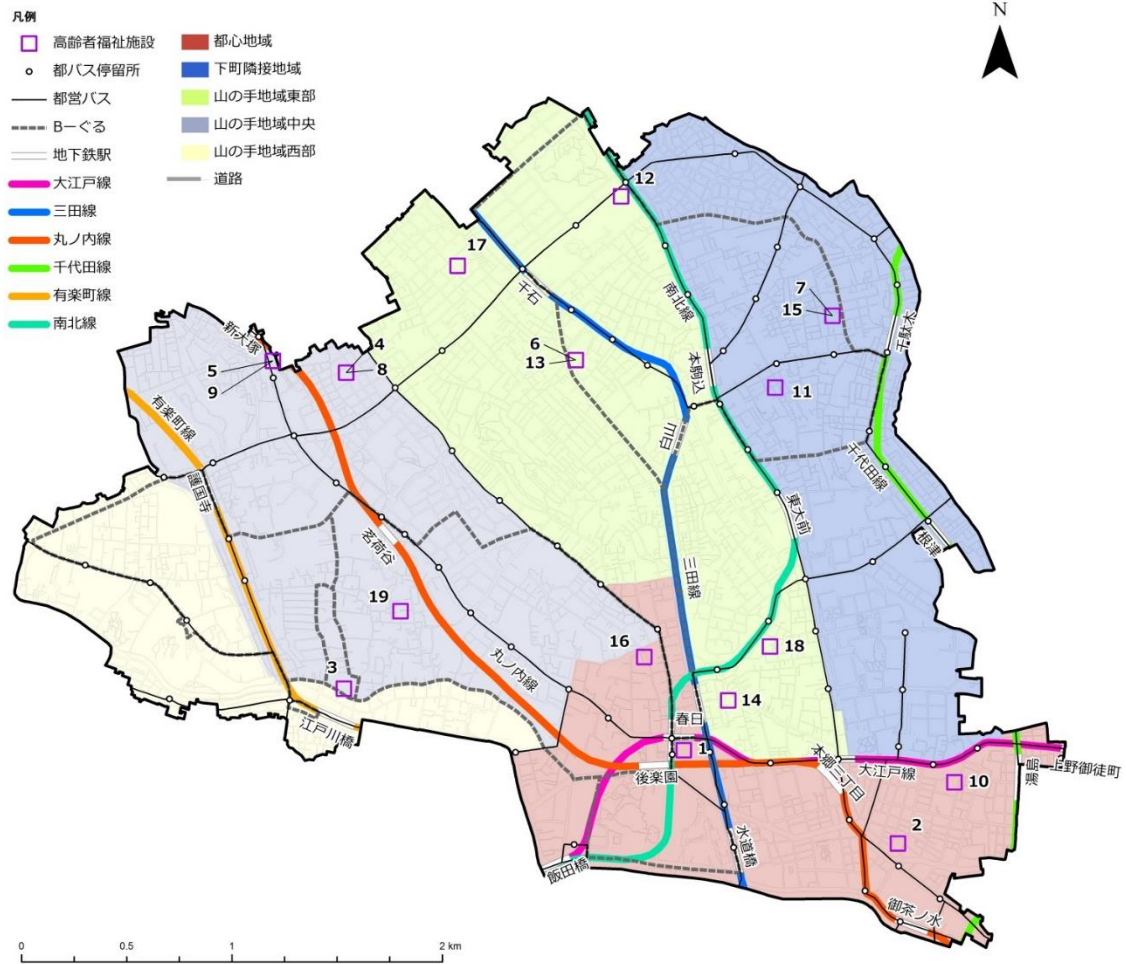 凡例
高齢者福祉施設
都バス停留所
都営バス
Bーぐる
地下鉄駅
大江戸線
三田線
丸ノ内線
千代田線
有楽町線
南北線
都心地域
下町隣接地域
山の手地域東部
山の手地域中央
山の手地域西部
道路
N
12
17
千石
南北線
7
15
千駄木
新大塚
4
8
5
9
6
13
本駒込
11
有楽町線
白山
千代田線
護国寺
東大前
茗荷谷
根津
三田線
19
16
18
3
丸ノ内線
14
江戸川橋
春日
1
本郷三丁目
大江戸線
湯島
上野御徒町
後楽園
10
2
水道橋
飯田橋
御茶ノ水
0
0.5
1
2 km